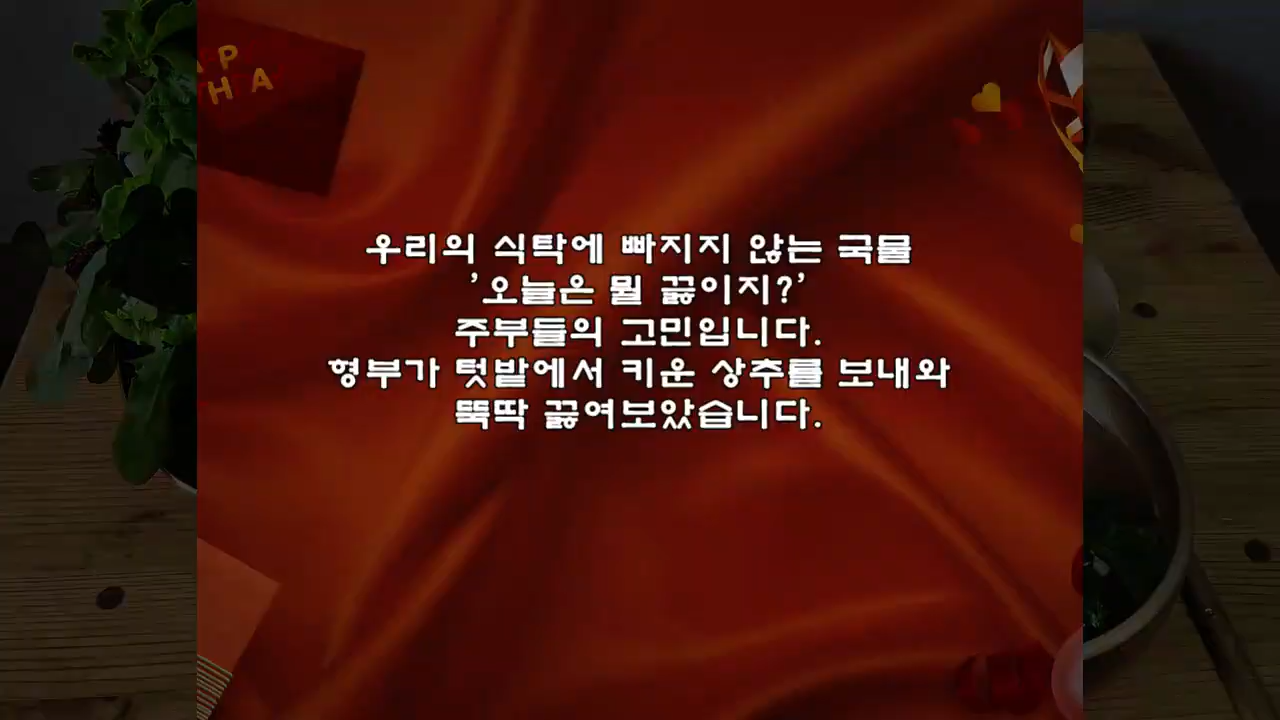 AP
HA
우리의 식탁에 빠지지 않는 국물
'오늘은 뭘 끓이지?'
주부들의 고민입니다.
형부가 텃밭에서 키운 상추를 보내와
뚝딱 끓여보았습니다.